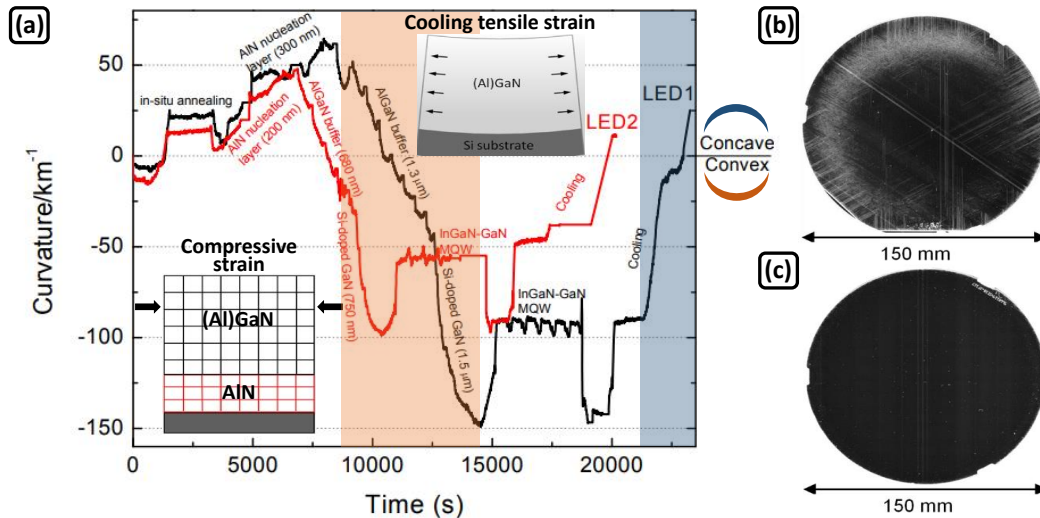 (a)
Curvature/km⁻¹
50
0
-50
-100
-150
0
5000
10000
15000
20000
Time (s)
in-situ annealing
AlN nucleation
layer (300 nm)
AlN nucleation
layer (200 nm)
AlGaN buffer (680 nm)
AlGaN buffer (1.3 μm)
Si-doped GaN (750 nm)
Si-doped GaN (1.5 μm)
InGaN-GaN
MQW
InGaN-GaN
MQW
Cooling
Cooling
LED2
LED1
Cooling tensile strain
(Al)GaN
Si substrate
Compressive
strain
(Al)GaN
AlN
Concave
Convex
(b)
150 mm
(c)
150 mm